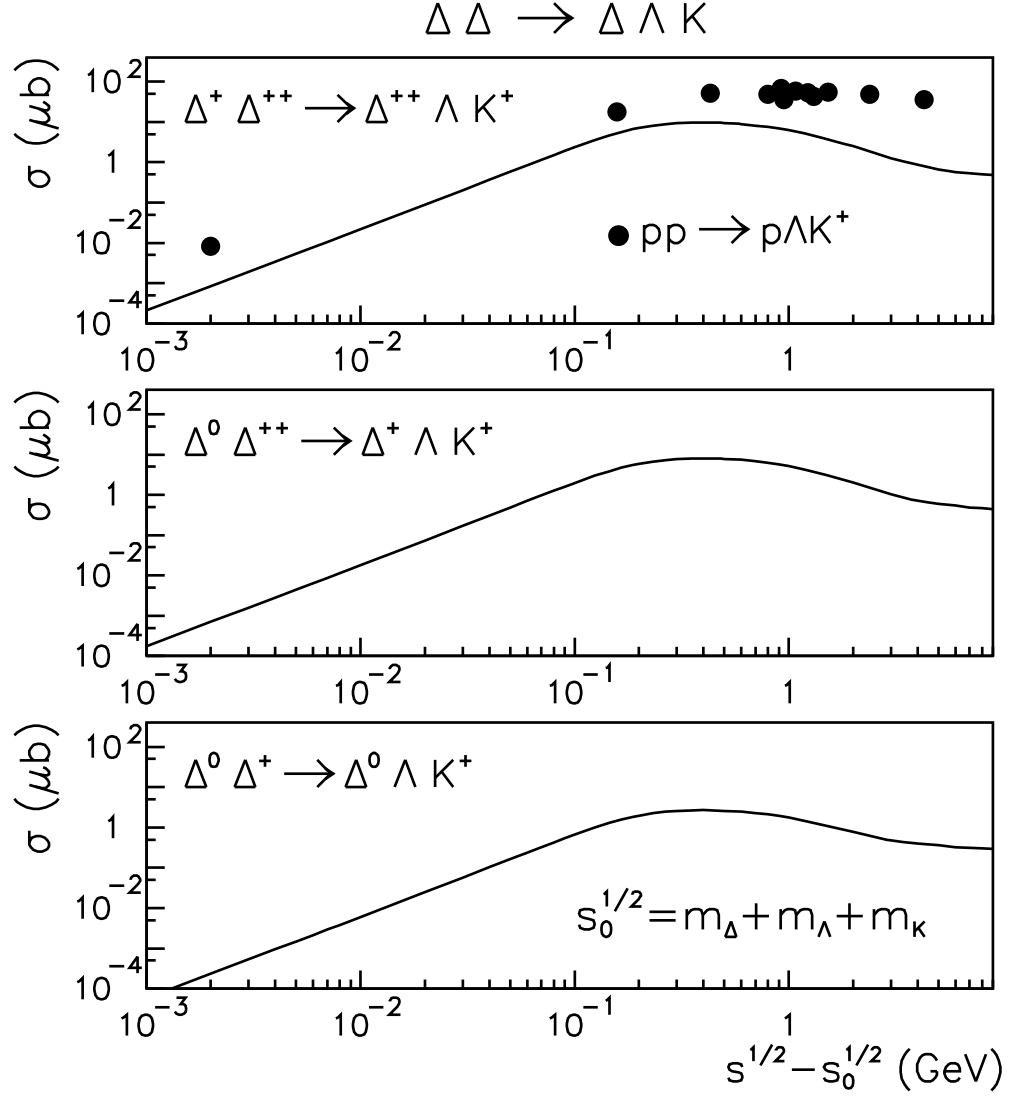 Δ Δ → Δ Λ K
σ (μb)
10² 1 10⁻² 10⁻⁴
Δ⁺ Δ⁺⁺ → Δ⁺⁺ Λ K⁺
● pp → pΛK⁺
10⁻³ 10⁻² 10⁻¹ 1
σ (μb)
10² 1 10⁻² 10⁻⁴
Δ⁰ Δ⁺⁺ → Δ⁺ Λ K⁺
10⁻³ 10⁻² 10⁻¹ 1
σ (μb)
10² 1 10⁻² 10⁻⁴
Δ⁰ Δ⁺ → Δ⁰ Λ K⁺
s₀^1/2=m_Δ+m_Λ+m_K
10⁻³ 10⁻² 10⁻¹ 1
s^1/2−s₀^1/2 (GeV)